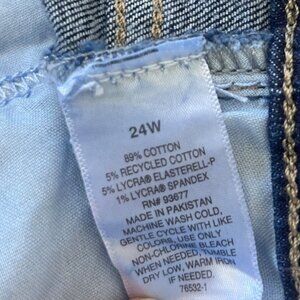 24W
89% COTTON
5% RECYCLED COTTON
5% LYCRA® ELASTERELL-P
1% LYCRA® SPANDEX
RN# 93677
MADE IN PAKISTAN
MACHINE WASH COLD,
GENTLE CYCLE WITH LIKE
COLORS, USE ONLY
NON-CHLORINE BLEACH
WHEN NEEDED, TUMBLE
DRY LOW, WARM IRON
IF NEEDED.
76532-1